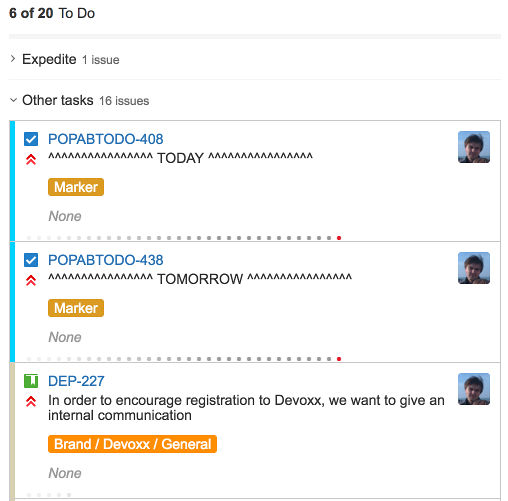 6 of 20 To Do
Expedite 1 issue
Other tasks 16 issues
POPABTODO-408
^^^^^^^^^^^^^^^^ TODAY ^^^^^^^^^^^^^^^^
Marker
None
POPABTODO-438
^^^^^^^^^^^^^^^^ TOMORROW ^^^^^^^^^^^^^^^^
Marker
None
DEP-227
In order to encourage registration to Devoxx, we want to give an
internal communication
Brand / Devoxx / General
None